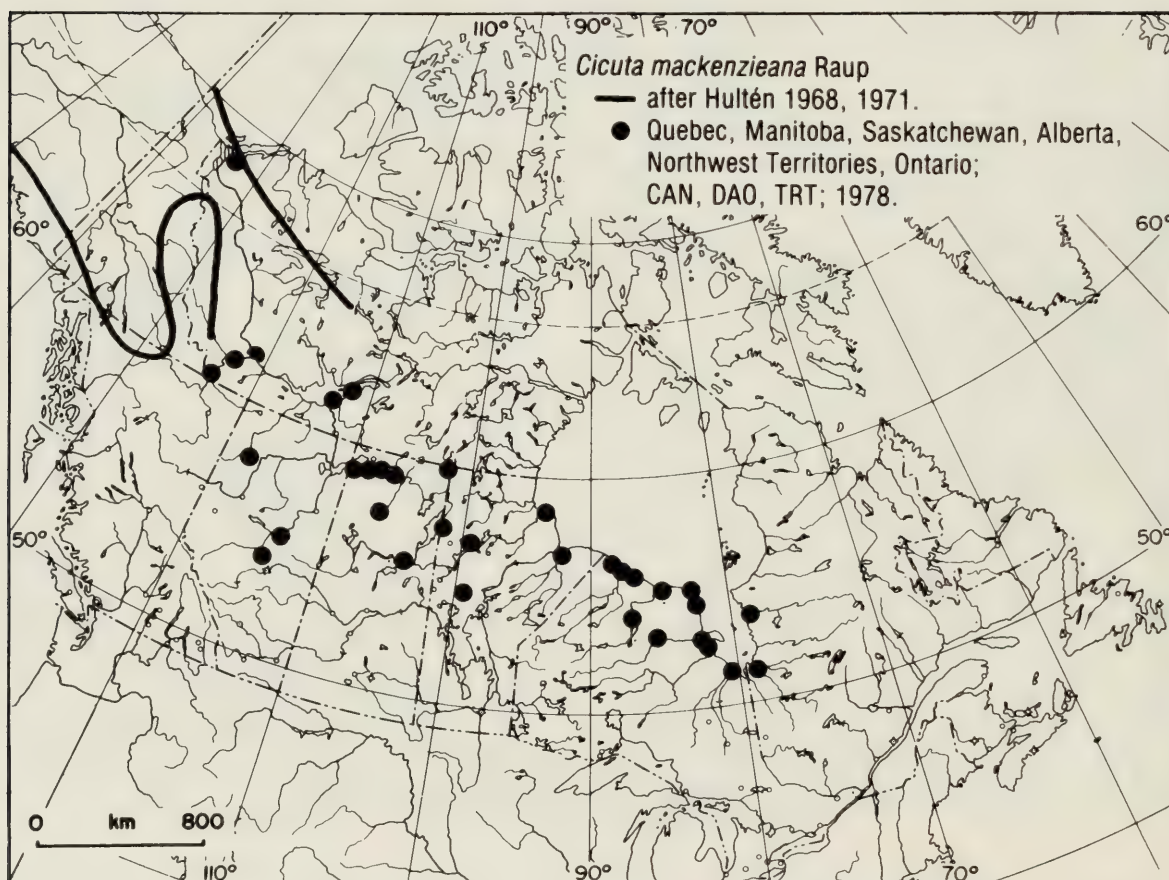 110° 90° 70°
Cicuta mackenzieana Raup
after Hultén 1968, 1971.
Quebec, Manitoba, Saskatchewan, Alberta,
Northwest Territories, Ontario;
CAN, DAO, TRT; 1978.
60° 60°
50° 50°
0 km 800
110° 90° 70°